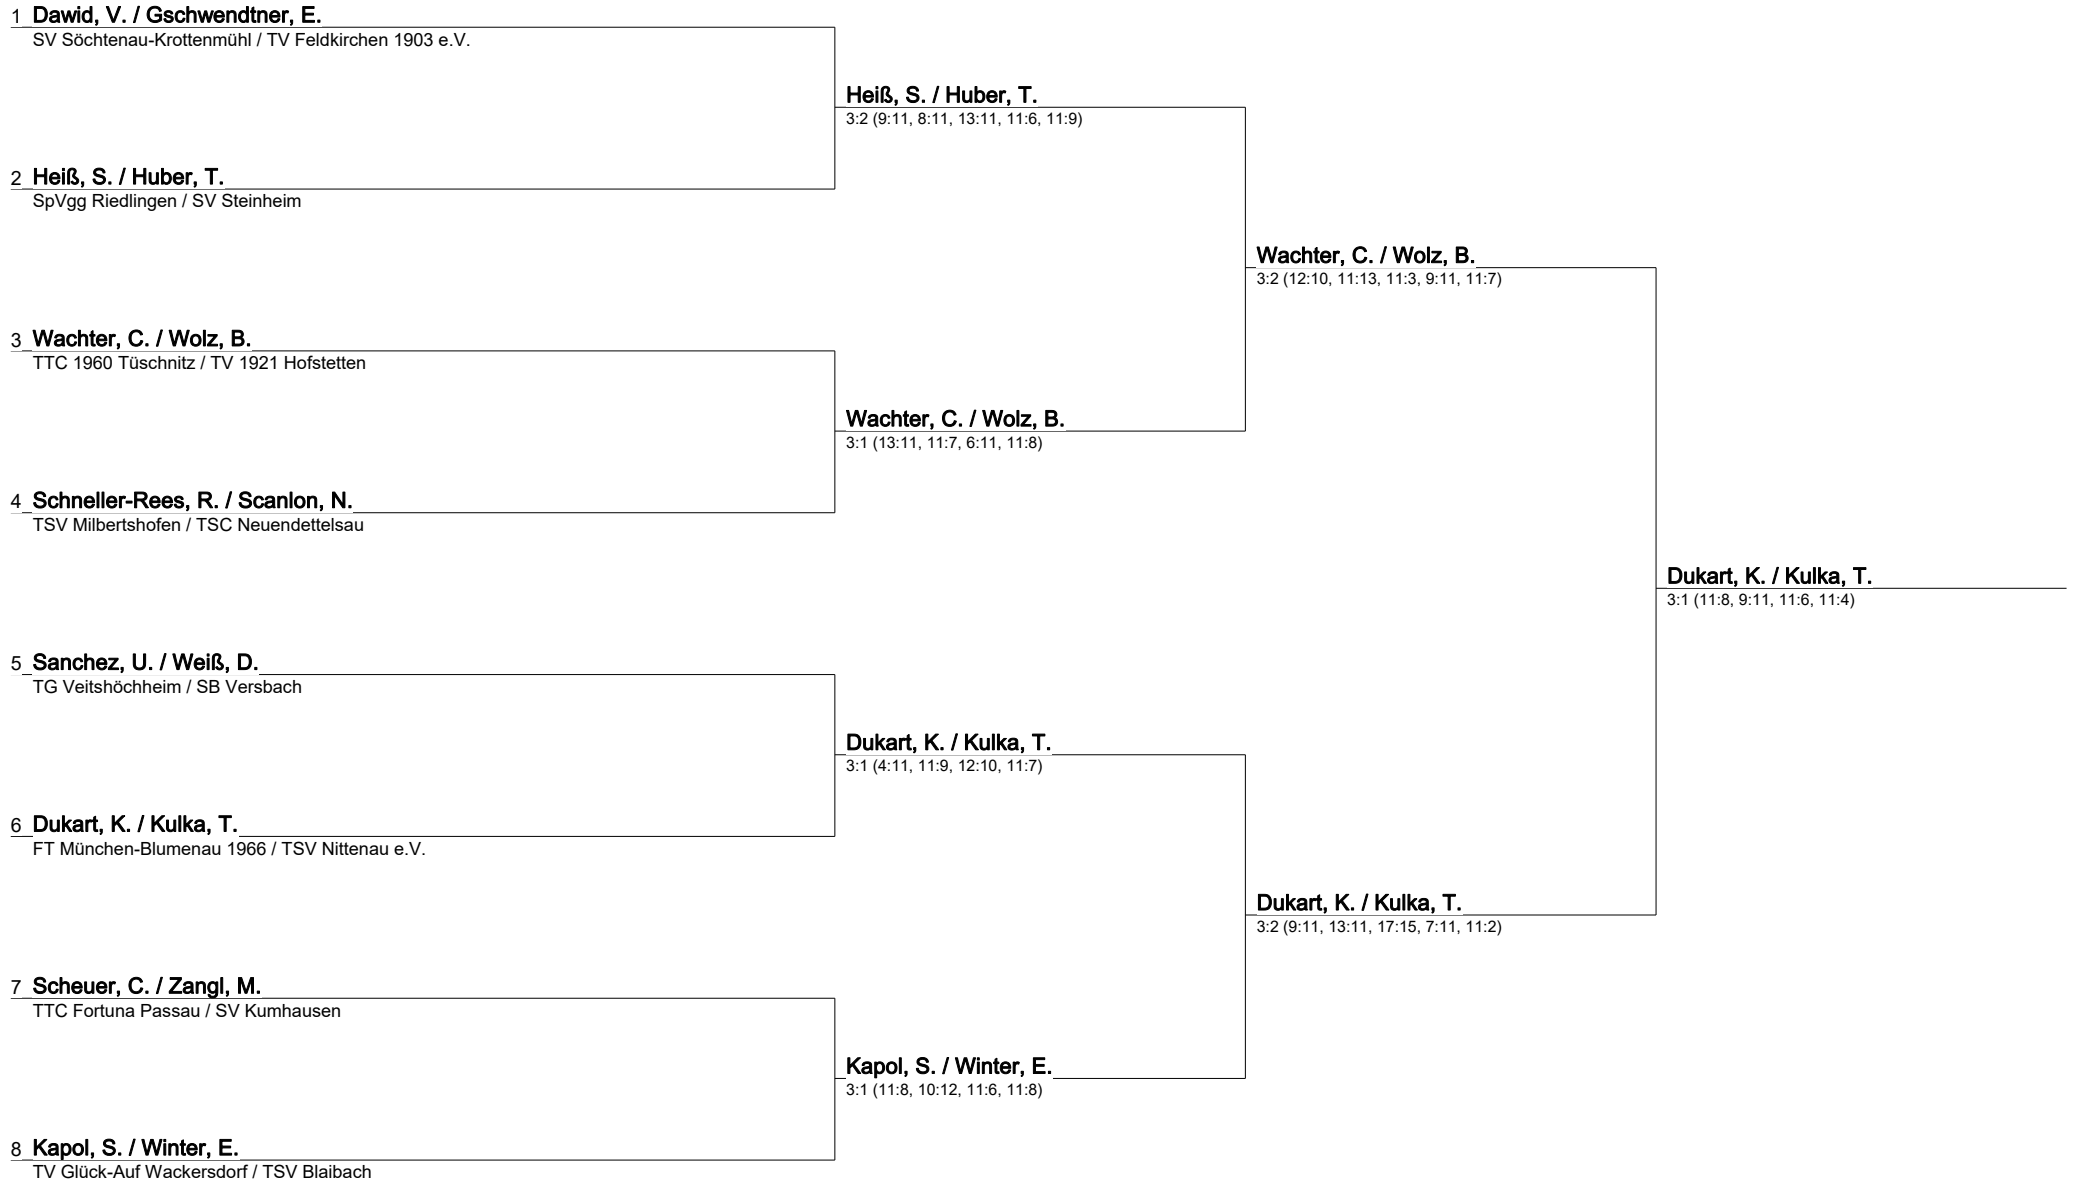 1 Dawid, V. / Gschwendtner, E.
SV Söchtenau-Krottenmühl / TV Feldkirchen 1903 e.V.
Heiß, S. / Huber, T.
3:2 (9:11, 8:11, 13:11, 11:6, 11:9)
2 Heiß, S. / Huber, T.
SpVgg Riedlingen / SV Steinheim
Wachter, C. / Wolz, B.
3:2 (12:10, 11:13, 11:3, 9:11, 11:7)
3 Wachter, C. / Wolz, B.
TTC 1960 Tüschnitz / TV 1921 Hofstetten
Wachter, C. / Wolz, B.
3:1 (13:11, 11:7, 6:11, 11:8)
4 Schneller-Rees, R. / Scanlon, N.
TSV Milbertshofen / TSC Neuendettelsau
Dukart, K. / Kulka, T.
3:1 (11:8, 9:11, 11:6, 11:4)
5 Sanchez, U. / Weiß, D.
TG Veitshöchheim / SB Versbach
Dukart, K. / Kulka, T.
3:1 (4:11, 11:9, 12:10, 11:7)
6 Dukart, K. / Kulka, T.
FT München-Blumenau 1966 / TSV Nittenau e.V.
Dukart, K. / Kulka, T.
3:2 (9:11, 13:11, 17:15, 7:11, 11:2)
7 Scheuer, C. / Zangl, M.
TTC Fortuna Passau / SV Kumhausen
Kapol, S. / Winter, E.
3:1 (11:8, 10:12, 11:6, 11:8)
8 Kapol, S. / Winter, E.
TV Glück-Auf Wackersdorf / TSV Blaibach